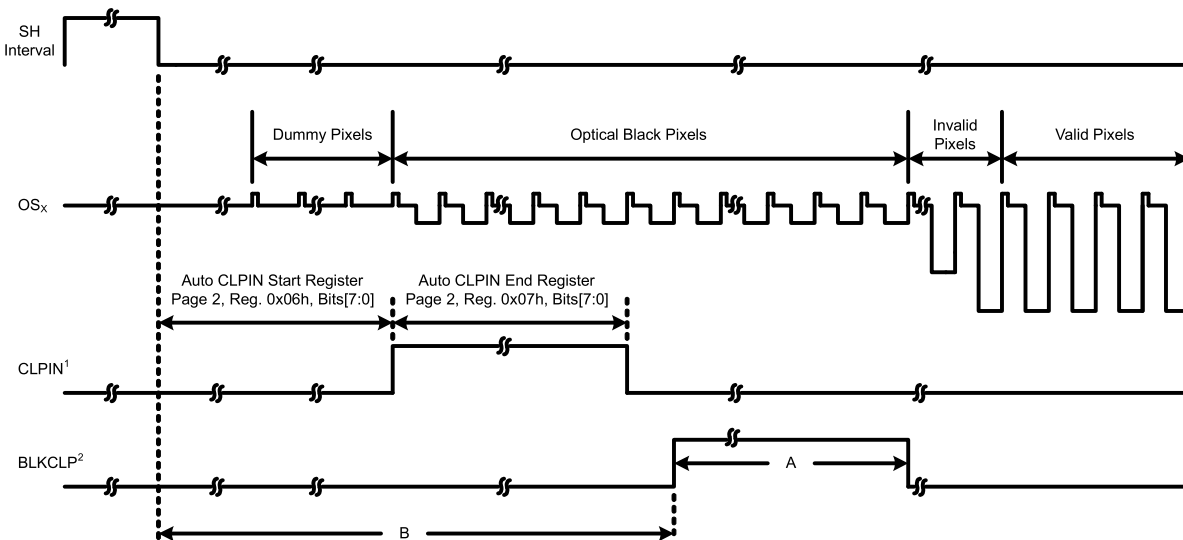 SH
Interval
Dummy Pixels
Optical Black Pixels
Invalid
Pixels
Valid Pixels
OSX
Auto CLPIN Start Register
Page 2, Reg. 0x06h, Bits[7:0]
Auto CLPIN End Register
Page 2, Reg. 0x07h, Bits[7:0]
CLPIN1
BLKCLP2
A
B